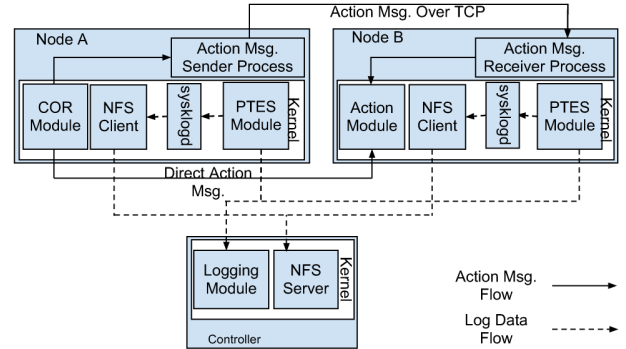 Action Msg. Over TCP
Node A
Action Msg.
Sender Process
COR
Module
NFS
Client
sysklogd
PTES
Module
Kernel
Node B
Action Msg.
Receiver Process
Action
Module
NFS
Client
sysklogd
PTES
Module
Kernel
Direct Action
Msg.
Logging
Module
NFS
Server
Kernel
Controller
Action Msg.
Flow
Log Data
Flow